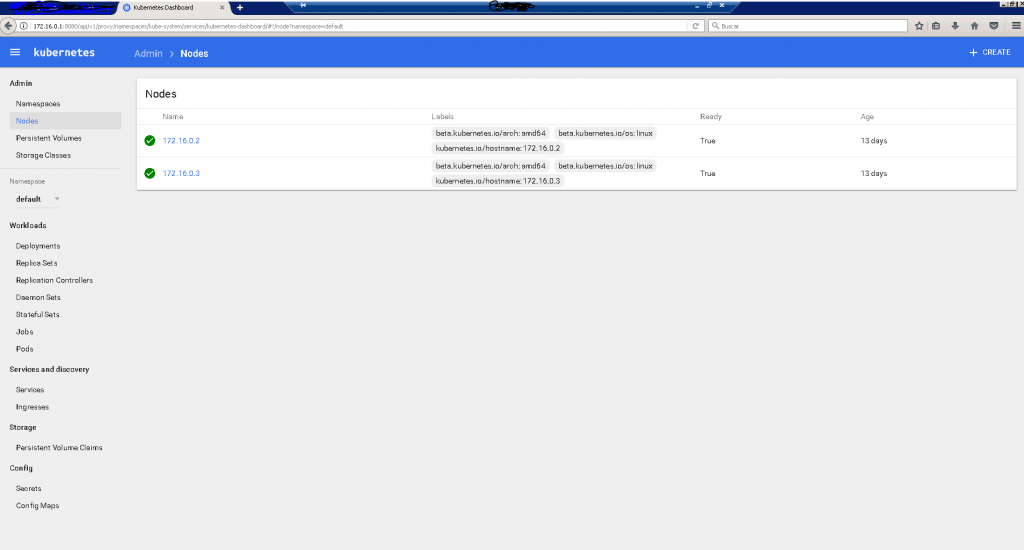 Kubernetes Dashboard
172.16.0.1:8080/api/v1/proxy/namespaces/kube-system/services/kubernetes-dashboard/#!/node?namespace=default
Buscar
kubernetes
Admin > Nodes
+ CREATE
Admin
Namespaces
Nodes
Persistent Volumes
Storage Classes
Namespace
default
Workloads
Deployments
Replica Sets
Replication Controllers
Daemon Sets
Stateful Sets
Jobs
Pods
Services and discovery
Services
Ingresses
Storage
Persistent Volume Claims
Config
Secrets
Config Maps
Nodes
Name Labels Ready Age
beta.kubernetes.io/arch: amd64 beta.kubernetes.io/os: linux
172.16.0.2 True 13 days
kubernetes.io/hostname: 172.16.0.2
beta.kubernetes.io/arch: amd64 beta.kubernetes.io/os: linux
172.16.0.3 True 13 days
kubernetes.io/hostname: 172.16.0.3